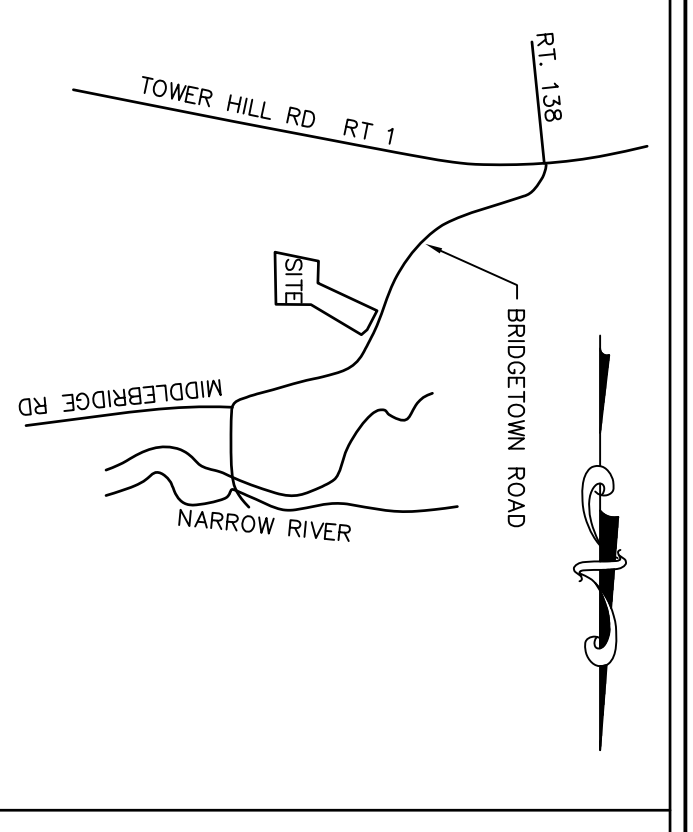 RT. 138
TOWER HILL RD RT 1
SITE
BRIDGETOWN ROAD
MIDDLEBRIDGE RD
NARROW RIVER